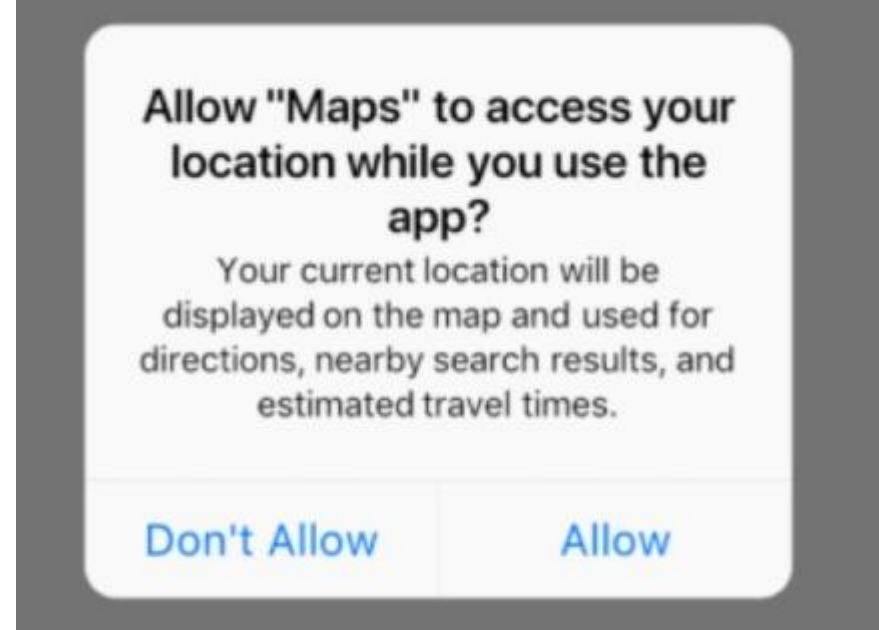 Allow "Maps" to access your
location while you use the
app?
Your current location will be
displayed on the map and used for
directions, nearby search results, and
estimated travel times.
Don't Allow
Allow